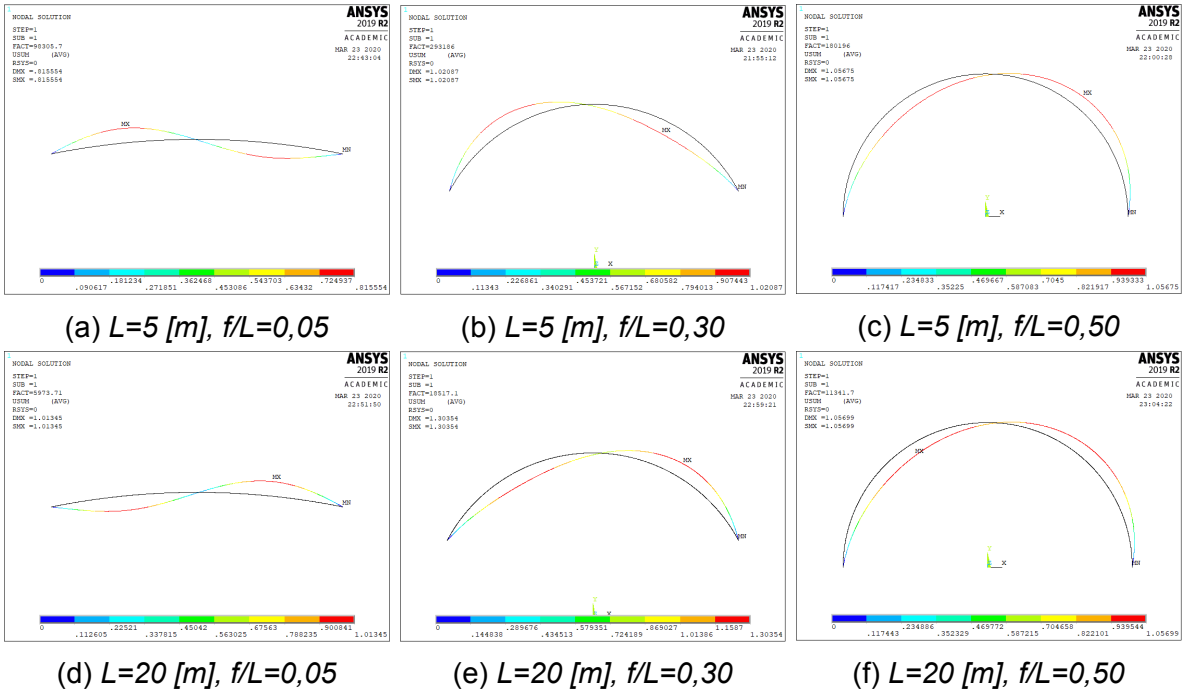 1
NODAL SOLUTION
STEP=1
SUB =1
FACT=98305.7
USUM (AVG)
RSYS=0
DMX =.815554
SMX =.815554
ANSYS
2019 R2
ACADEMIC
MAR 23 2020
22:43:04
MX
MN
0 .181234 .362468 .543703 .724937
.090617 .271851 .453086 .63432 .815554
(a) L=5 [m], f/L=0,05
1
NODAL SOLUTION
STEP=1
SUB =1
FACT=293186
USUM (AVG)
RSYS=0
DMX =1.02087
SMX =1.02087
ANSYS
2019 R2
ACADEMIC
MAR 23 2020
21:55:12
MX
MN
Y
X
0 .226861 .453721 .680582 .907443
.11343 .340291 .567152 .794013 1.02087
(b) L=5 [m], f/L=0,30
1
NODAL SOLUTION
STEP=1
SUB =1
FACT=180196
USUM (AVG)
RSYS=0
DMX =1.05675
SMX =1.05675
ANSYS
2019 R2
ACADEMIC
MAR 23 2020
22:00:28
MX
MN
Y
X
0 .234833 .469667 .7045 .939333
.117417 .35225 .587083 .821917 1.05675
(c) L=5 [m], f/L=0,50
1
NODAL SOLUTION
STEP=1
SUB =1
FACT=5973.71
USUM (AVG)
RSYS=0
DMX =1.01345
SMX =1.01345
ANSYS
2019 R2
ACADEMIC
MAR 23 2020
22:51:50
MX
MN
0 .22521 .45042 .67563 .900841
.112605 .337815 .563025 .788235 1.01345
(d) L=20 [m], f/L=0,05
1
NODAL SOLUTION
STEP=1
SUB =1
FACT=18517.1
USUM (AVG)
RSYS=0
DMX =1.30354
SMX =1.30354
ANSYS
2019 R2
ACADEMIC
MAR 23 2020
22:59:21
MX
MN
Y
0 .289676 .579351 .869027 1.1587
.144838 .434513 .724189 1.01386 1.30354
(e) L=20 [m], f/L=0,30
1
NODAL SOLUTION
STEP=1
SUB =1
FACT=11341.7
USUM (AVG)
RSYS=0
DMX =1.05699
SMX =1.05699
ANSYS
2019 R2
ACADEMIC
MAR 23 2020
23:04:22
MX
MN
Y
X
0 .234886 .469772 .704658 .939544
.117443 .352329 .587215 .822101 1.05699
(f) L=20 [m], f/L=0,50